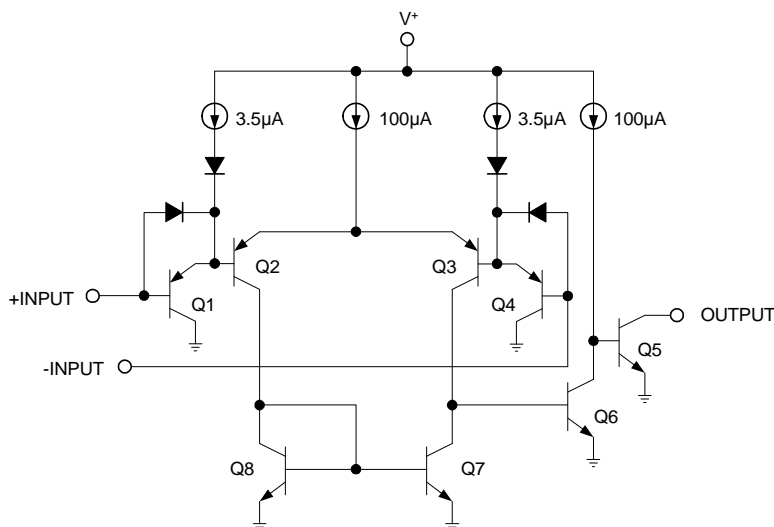 V+
3.5µA
100µA
3.5µA
100µA
Q2
Q3
+INPUT
Q1
Q4
OUTPUT
Q5
-INPUT
Q6
Q8
Q7